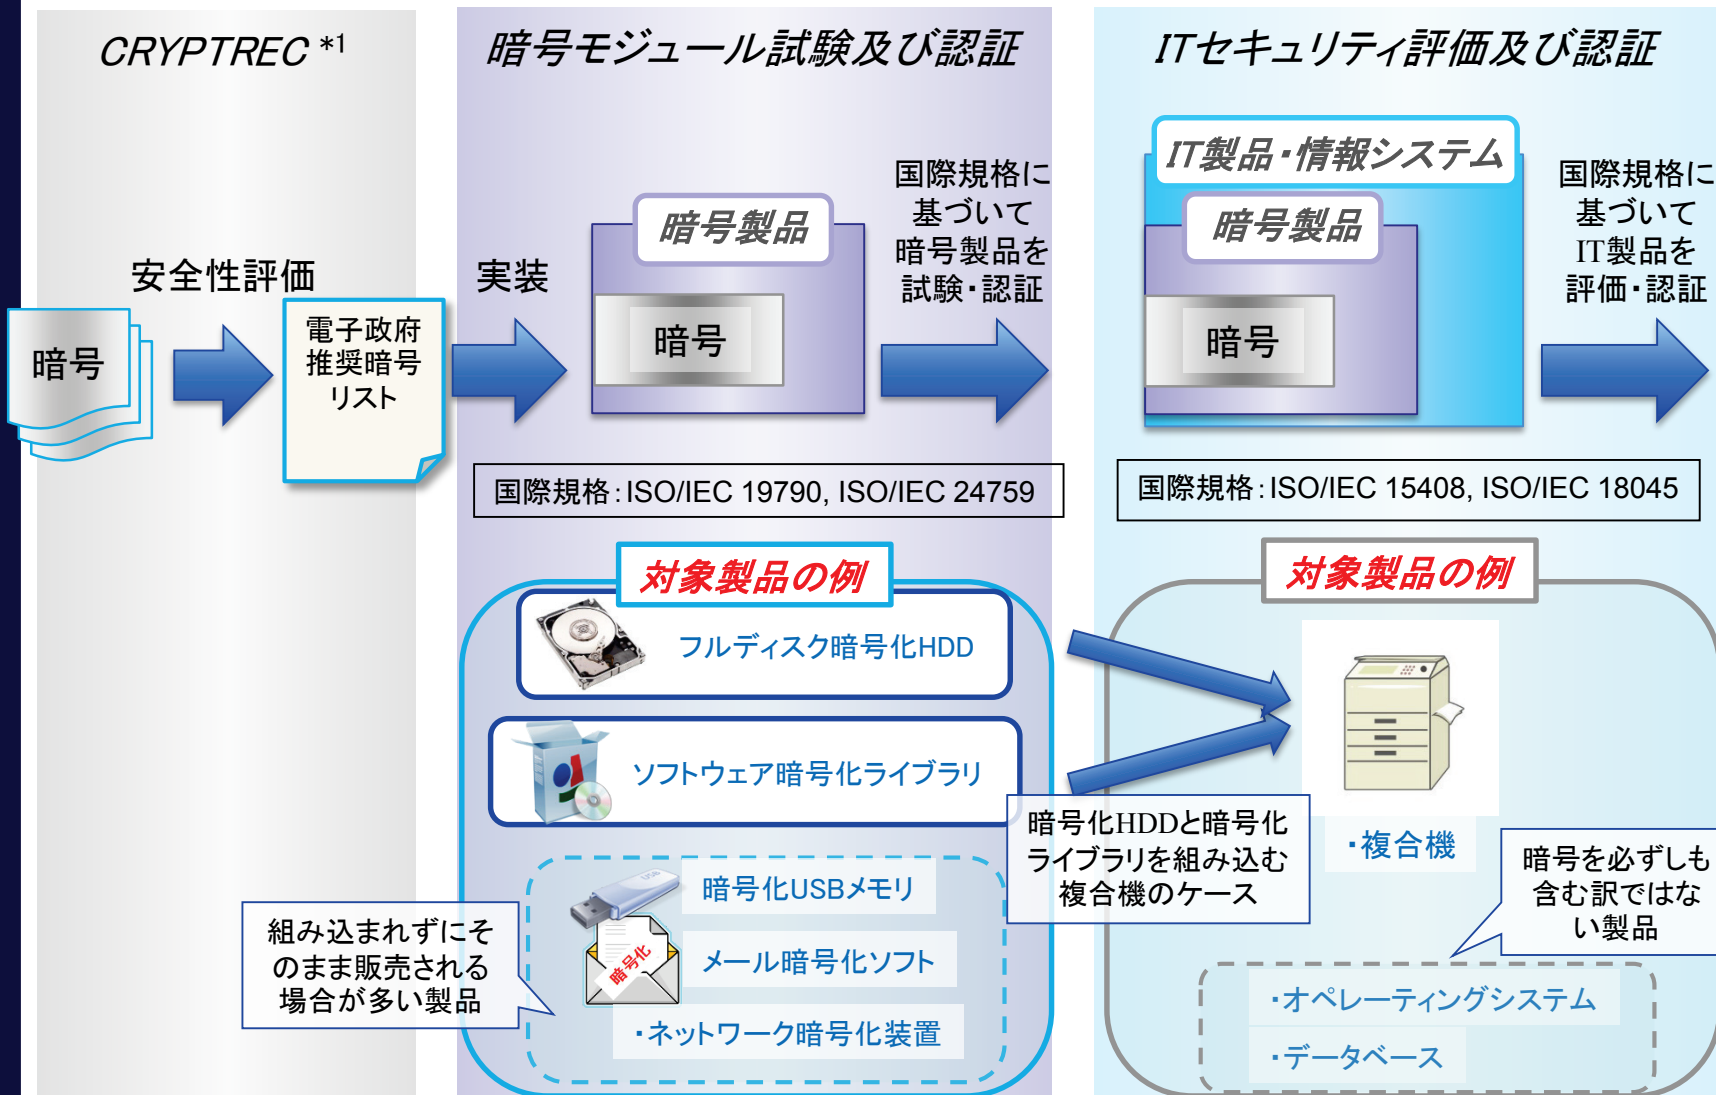 CRYPTREC *1
安全性評価
暗号
電子政府
推奨暗号
リスト
暗号モジュール試験及び認証
実装
暗号製品
暗号
国際規格に
基づいて
暗号製品を
試験・認証
国際規格：ISO/IEC 19790, ISO/IEC 24759
対象製品の例
フルディスク暗号化HDD
ソフトウェア暗号化ライブラリ
USB
暗号化USBメモリ
暗号化
メール暗号化ソフト
・ネットワーク暗号化装置
組み込まれずにそ
のまま販売される
場合が多い製品
ITセキュリティ評価及び認証
IT製品・情報システム
暗号製品
暗号
国際規格に
基づいて
IT製品を
評価・認証
国際規格：ISO/IEC 15408, ISO/IEC 18045
対象製品の例
暗号化HDDと暗号化
ライブラリを組み込む
複合機のケース
・複合機
暗号を必ずしも
含む訳ではな
い製品
・オペレーティングシステム
・データベース